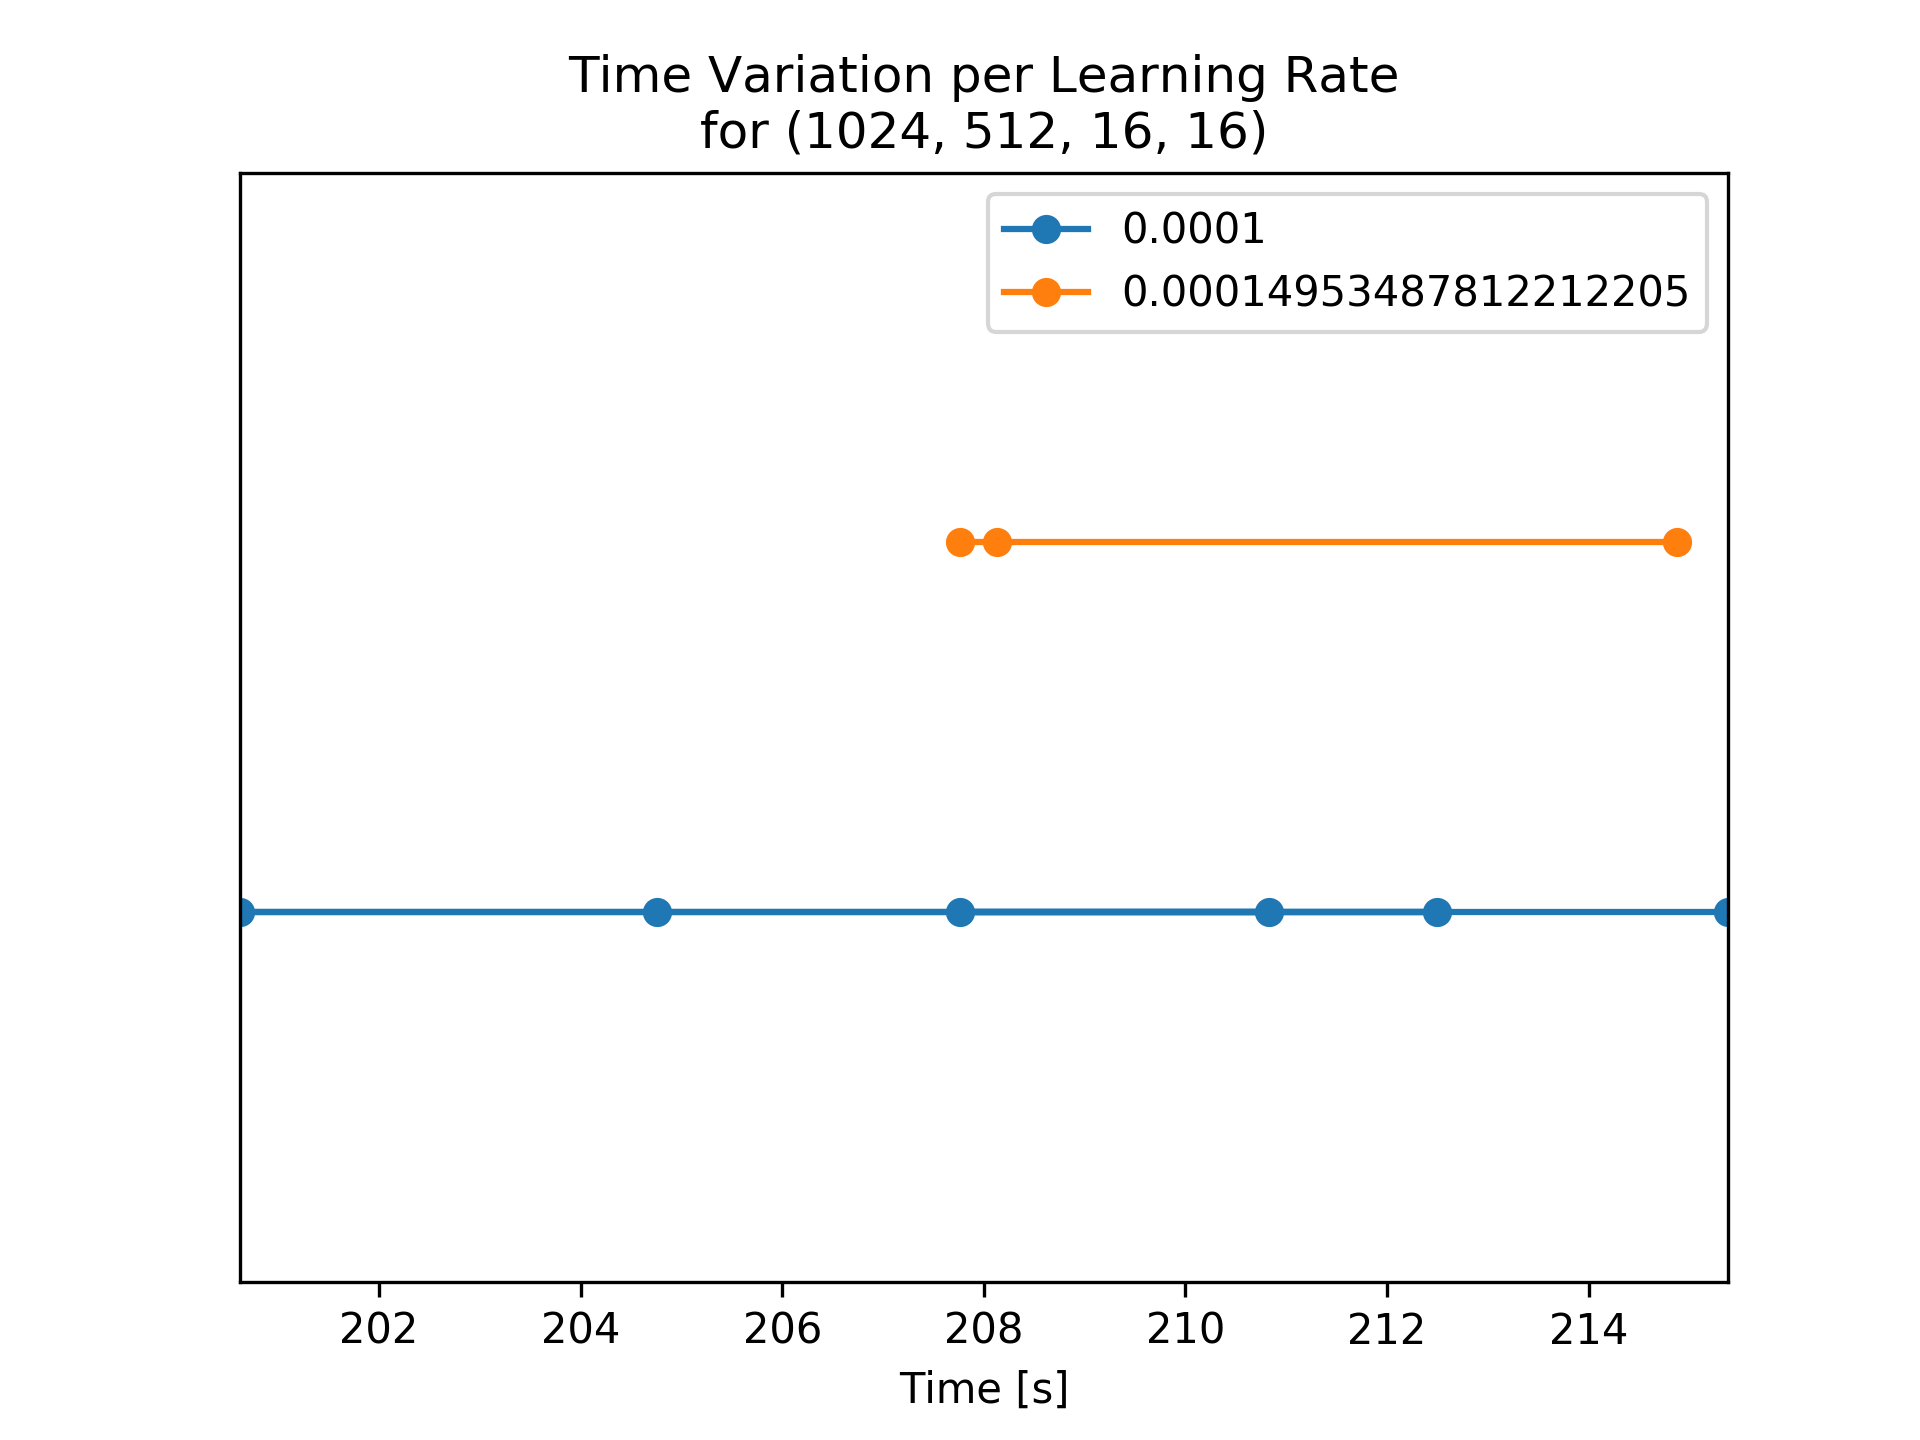 Time Variation per Learning Rate
for (1024, 512, 16, 16)
0.0001
0.00014953487812212205
202 204 206 208 210 212 214
Time [s]